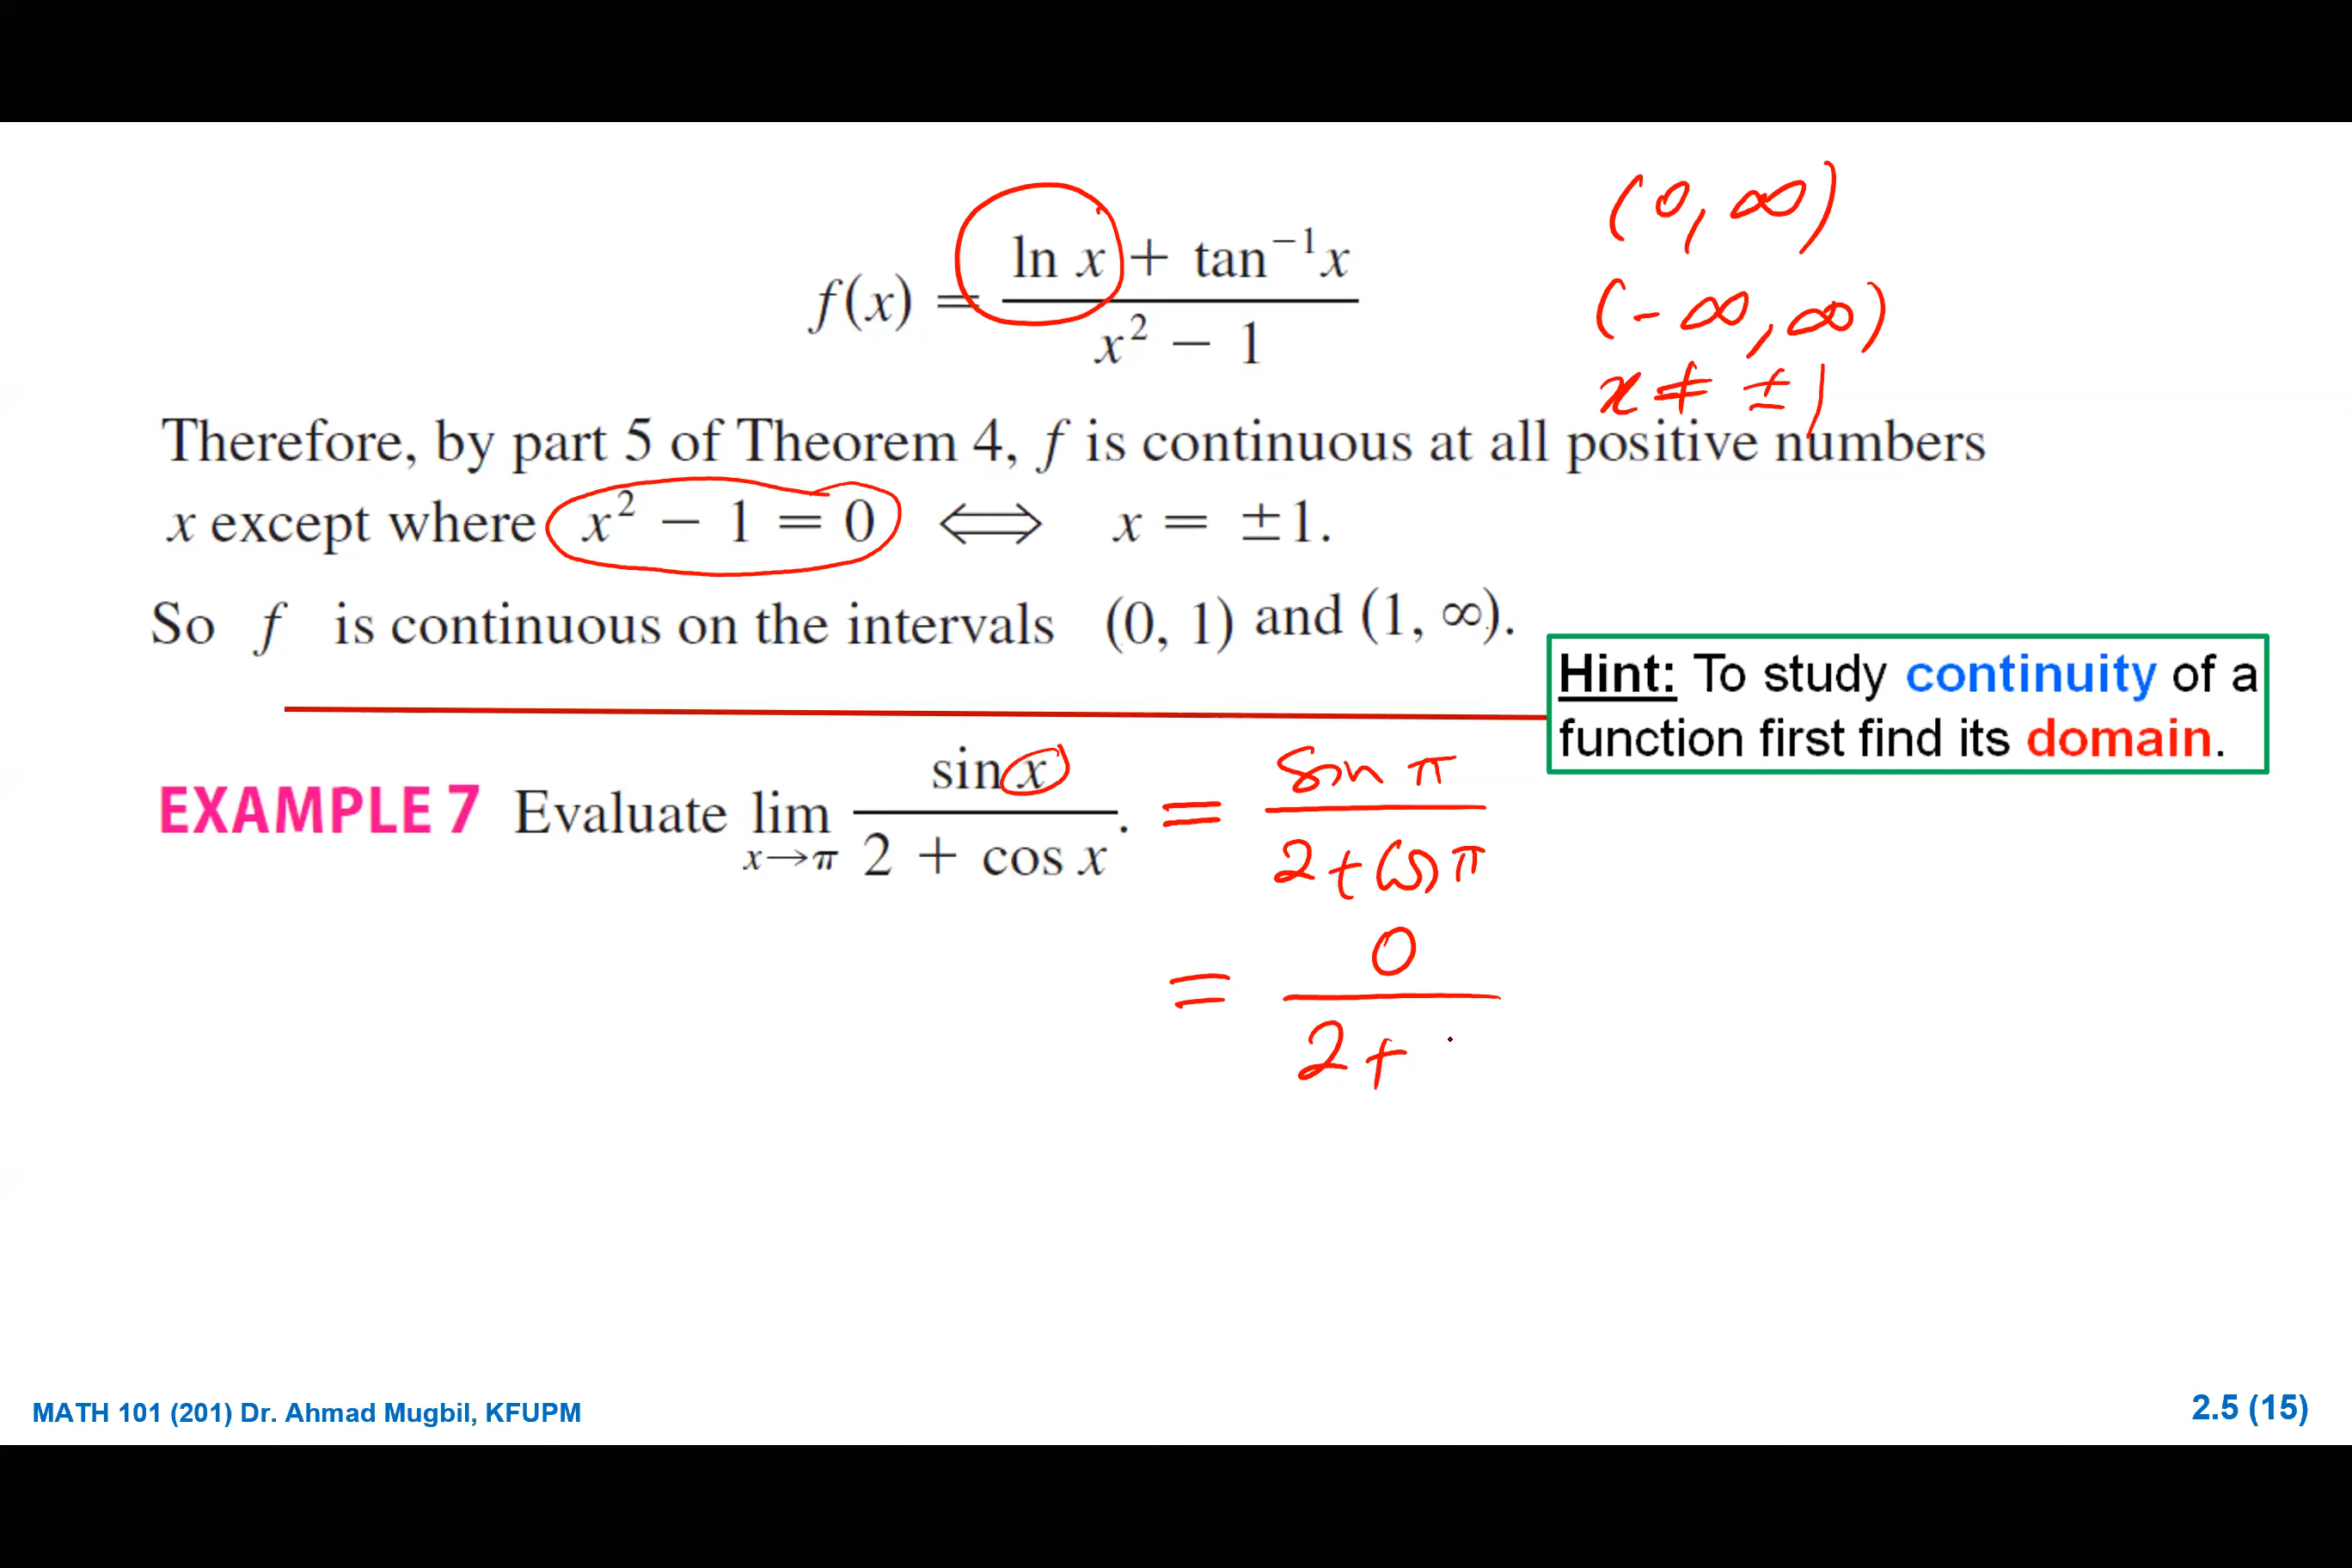 f(x) = (ln x + tan⁻¹x) / (x² − 1)
(0, ∞)
(-∞, ∞)
x ≠ ±1
Therefore, by part 5 of Theorem 4, f is continuous at all positive numbers
x except where x² − 1 = 0 ⟺ x = ±1.
So f is continuous on the intervals (0, 1) and (1, ∞).
Hint: To study continuity of a
function first find its domain.
EXAMPLE 7 Evaluate lim x→π sin x / (2 + cos x). = sin π / (2 + cos π)
= 0 / (2 +
MATH 101 (201) Dr. Ahmad Mugbil, KFUPM
2.5 (15)